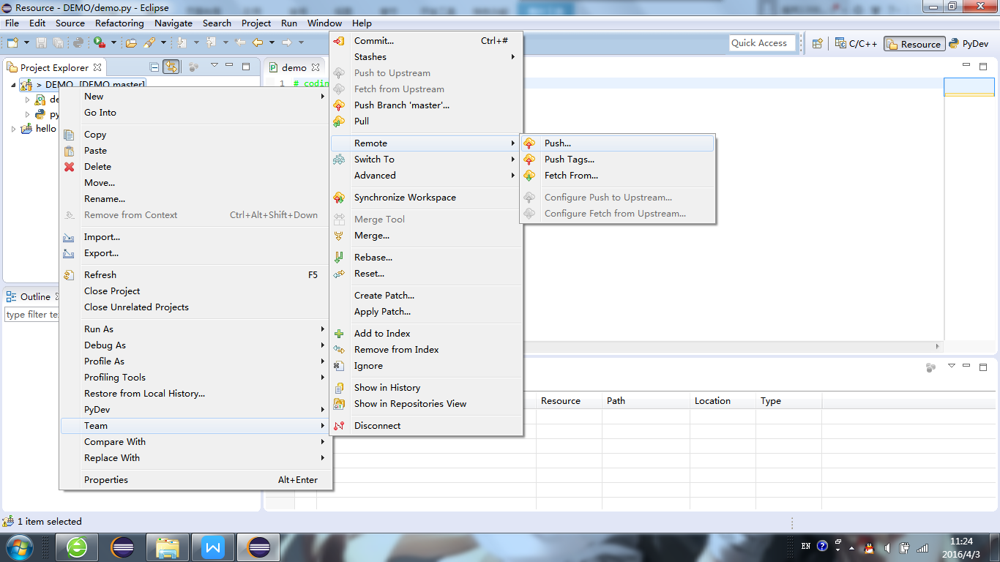 Resource - DEMO/demo.py - Eclipse
File Edit Source Refactoring Navigate Search Project Run Window Help
Quick Access
C/C++
Resource
PyDev
Project Explorer
> DEMO [DEMO master]
de
py
hello
demo
1 # codin
Outline
type filter te
New
Go Into
Copy
Paste
Delete
Move...
Rename...
Remove from Context Ctrl+Alt+Shift+Down
Import...
Export...
Refresh F5
Close Project
Close Unrelated Projects
Run As
Debug As
Profile As
Profiling Tools
Restore from Local History...
PyDev
Team
Compare With
Replace With
Properties Alt+Enter
Commit... Ctrl+#
Stashes
Push to Upstream
Fetch from Upstream
Push Branch 'master'...
Pull
Remote
Switch To
Advanced
Synchronize Workspace
Merge Tool
Merge...
Rebase...
Reset...
Create Patch...
Apply Patch...
Add to Index
Remove from Index
Ignore
Show in History
Show in Repositories View
Disconnect
Push...
Push Tags...
Fetch From...
Configure Push to Upstream...
Configure Fetch from Upstream...
Resource Path Location Type
1 item selected
EN
11:24
2016/4/3